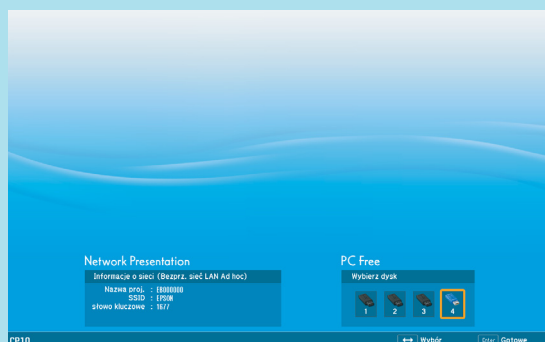 Network Presentation
Informacje o sieci (Bezprz. sieć LAN Ad hoc)
Nazwa proj. : EB000000
SSID : EPSON
słowo kluczowe : 1677
PC Free
Wybierz dysk
1 2 3 4
CP10
Wybór Enter Gotowe